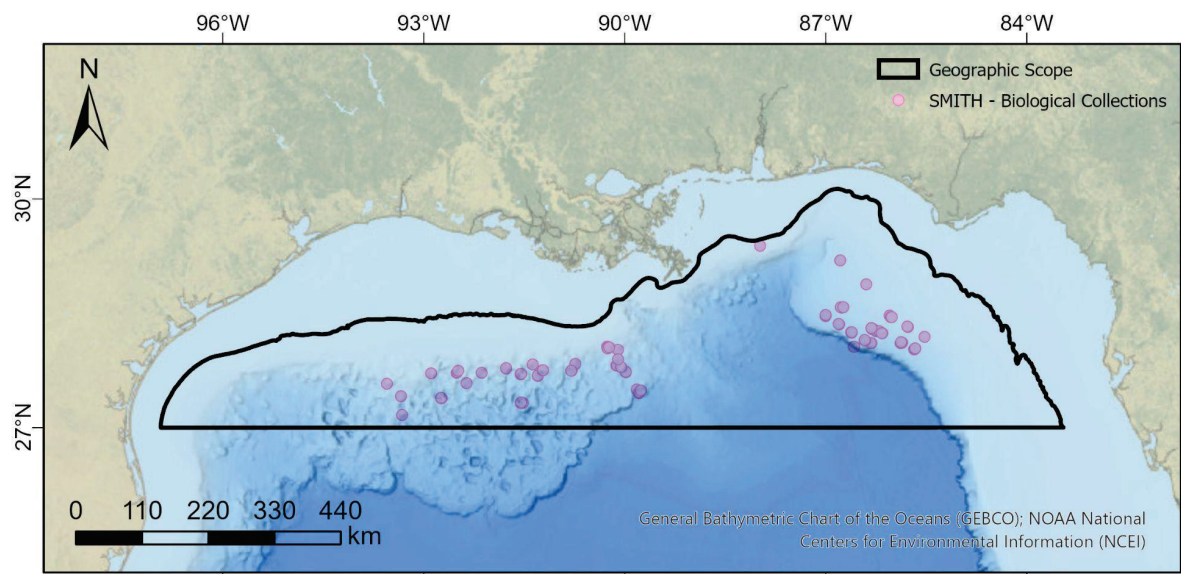 96°W 93°W 90°W 87°W 84°W
N
Geographic Scope
SMITH - Biological Collections
30°N
27°N
0 110 220 330 440
km
General Bathymetric Chart of the Oceans (GEBCO); NOAA National
Centers for Environmental Information (NCEI)